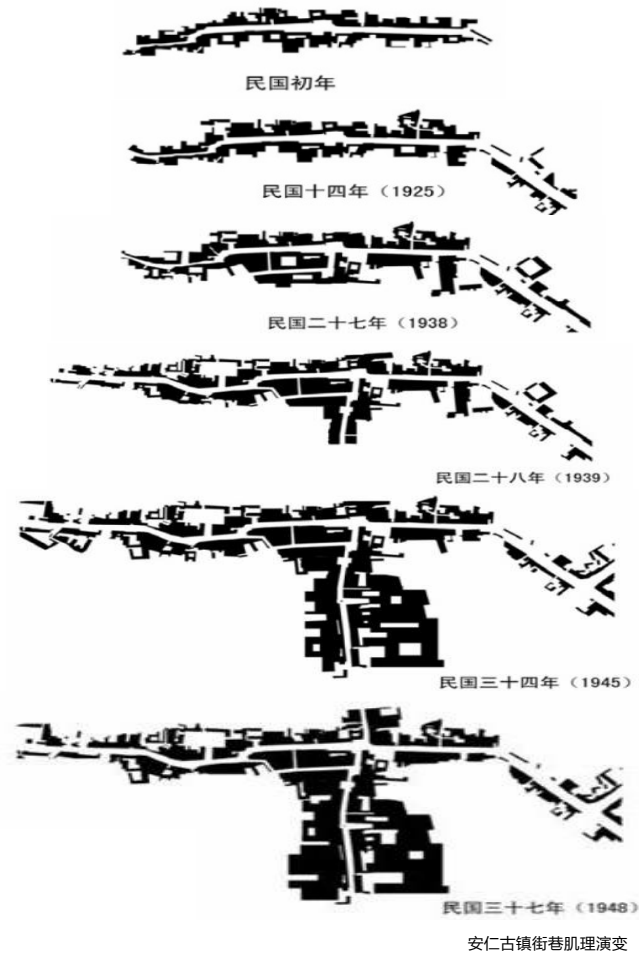 民国初年
民国十四年（1925）
民国二十七年（1938）
民国二十八年（1939）
民国三十四年（1945）
民国三十七年（1948）
安仁古镇街巷肌理演变